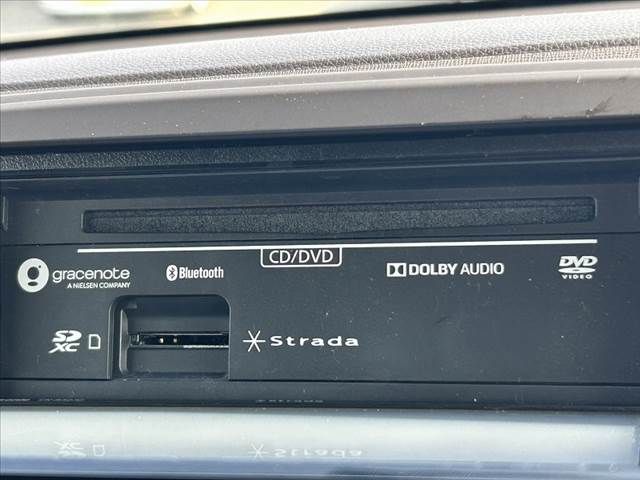 CD/DVD
gracenote
A NIELSEN COMPANY
Bluetooth
DOLBY AUDIO
DVD
VIDEO
SD
XC
Strada